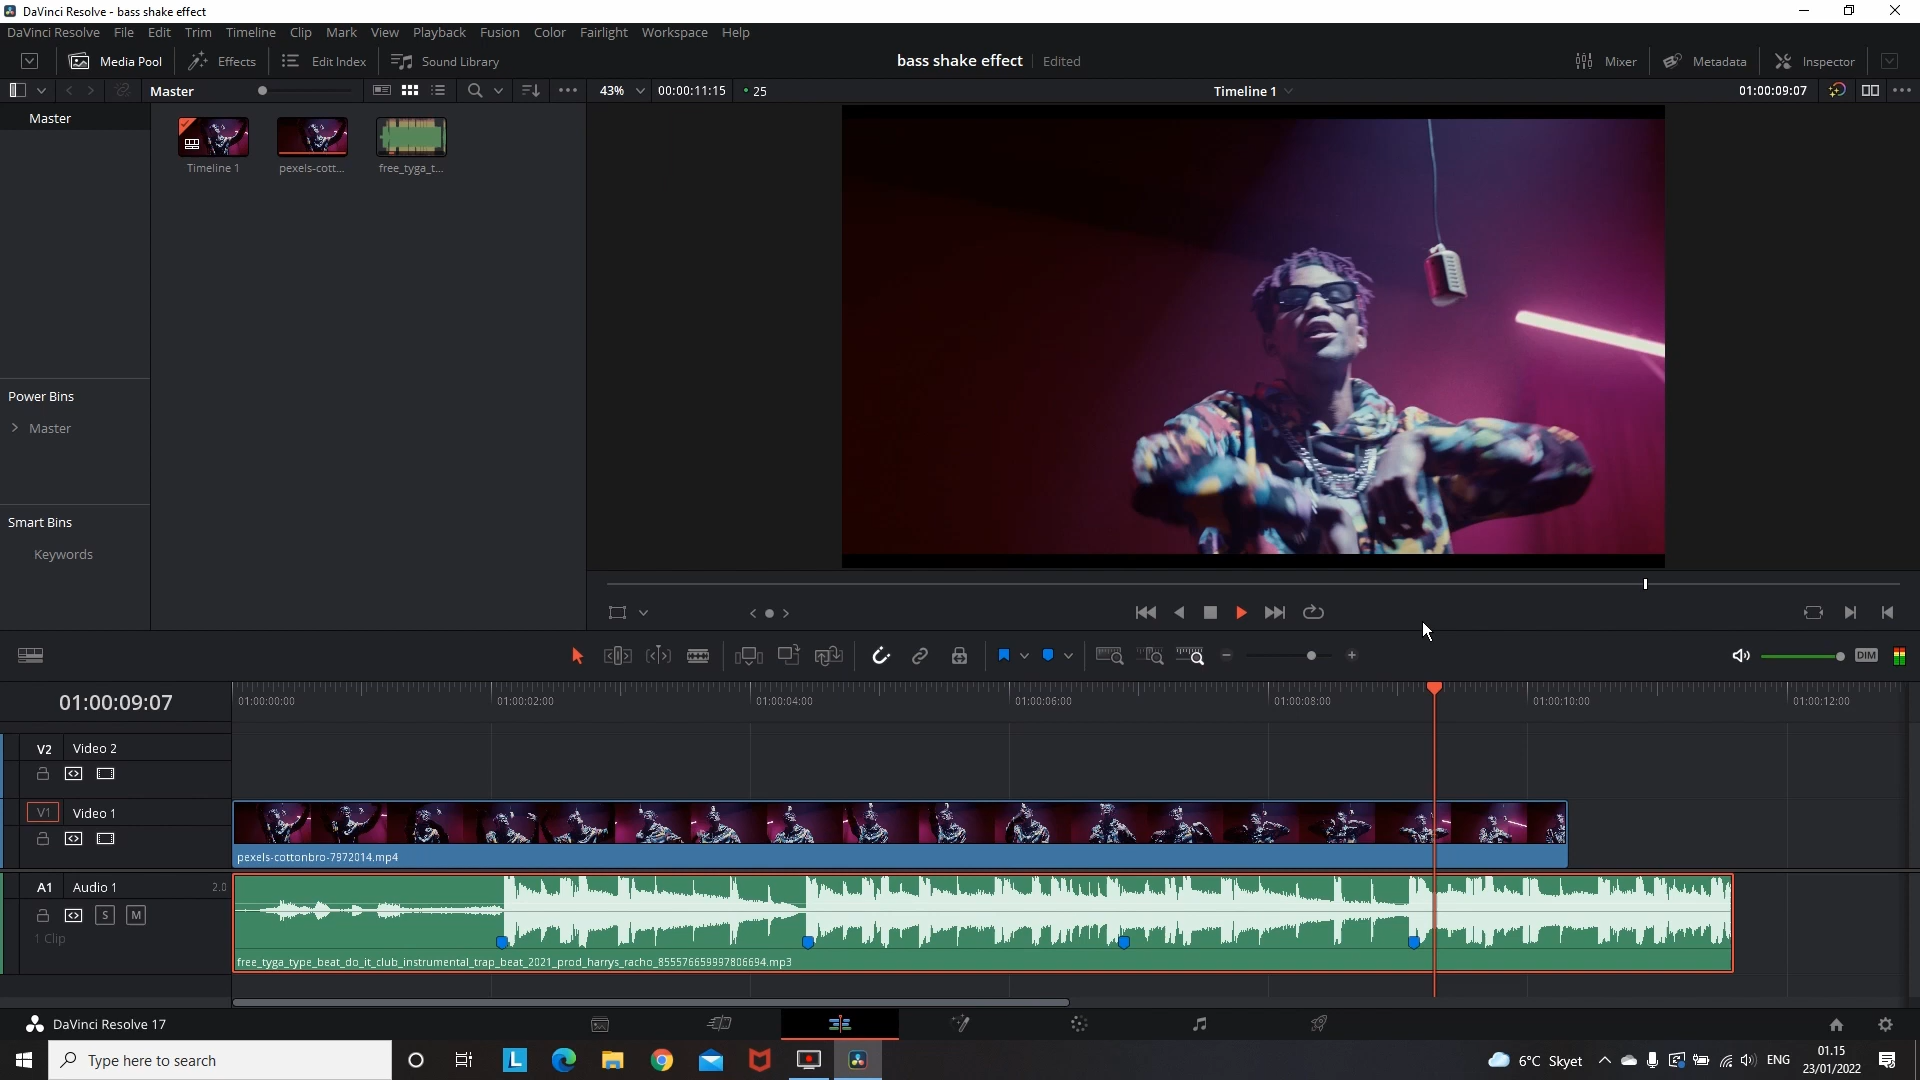 DaVinci Resolve - bass shake effect
DaVinci Resolve File Edit Trim Timeline Clip Mark View Playback Fusion Color Fairlight Workspace Help
Media Pool Effects Edit Index Sound Library bass shake effect Edited Mixer Metadata Inspector
Master 43% 00:00:11:15 25 Timeline 1 01:00:09:07
Master
Timeline 1 pexels-cott... free_tyga_t...
Power Bins
Master
Smart Bins
Keywords
DIM
01:00:09:07
01:00:00:00 01:00:02:00 01:00:04:00 01:00:06:00 01:00:08:00 01:00:10:00 01:00:12:00
V2 Video 2
V1 Video 1
pexels-cottonbro-7972014.mp4
A1 Audio 1 2.0
S M
1 Clip
free_tyga_type_beat_do_it_club_instrumental_trap_beat_2021_prod_harrys_racho_855576659997806694.mp3
DaVinci Resolve 17
Type here to search
L
6°C Skyet
ENG
01.15
23/01/2022